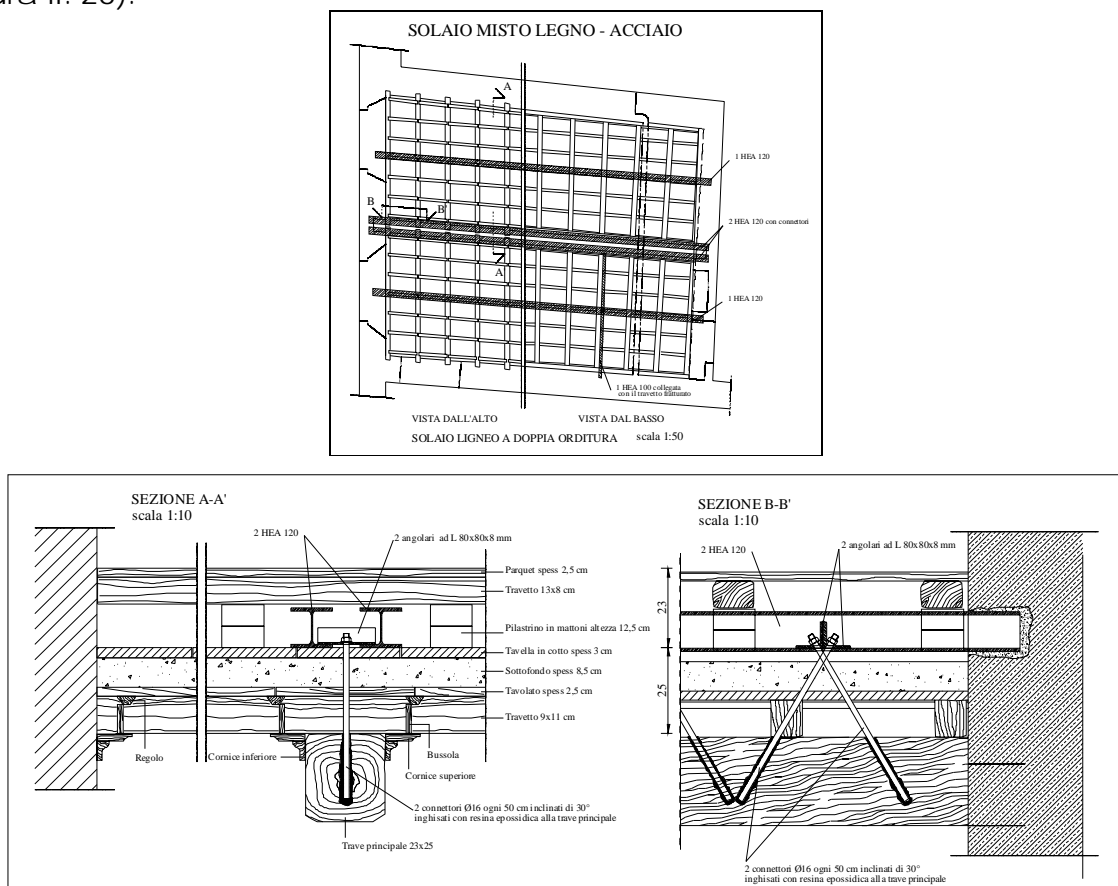 SOLAIO MISTO LEGNO - ACCIAIO
A
1 HEA 120
B
B'
2 HEA 120 con connettori
A'
1 HEA 120
1 HEA 100 collegata
con il travetto fratturato
VISTA DALL'ALTO
VISTA DAL BASSO
SOLAIO LIGNEO A DOPPIA ORDITURA
scala 1:50
SEZIONE A-A'
scala 1:10
2 HEA 120
2 angolari ad L 80x80x8 mm
Parquet spess 2,5 cm
Travetto 13x8 cm
Pilastrino in mattoni altezza 12,5 cm
Tavella in cotto spess 3 cm
Sottofondo spess 8,5 cm
Tavolato spess 2,5 cm
Travetto 9x11 cm
Regolo
Cornice inferiore
Bussola
Cornice superiore
2 connettori Ø16 ogni 50 cm inclinati di 30°
inghisati con resina epossidica alla trave principale
Trave principale 23x25
SEZIONE B-B'
scala 1:10
2 HEA 120
2 angolari ad L 80x80x8 mm
23
25
2 connettori Ø16 ogni 50 cm inclinati di 30°
inghisati con resina epossidica alla trave principale